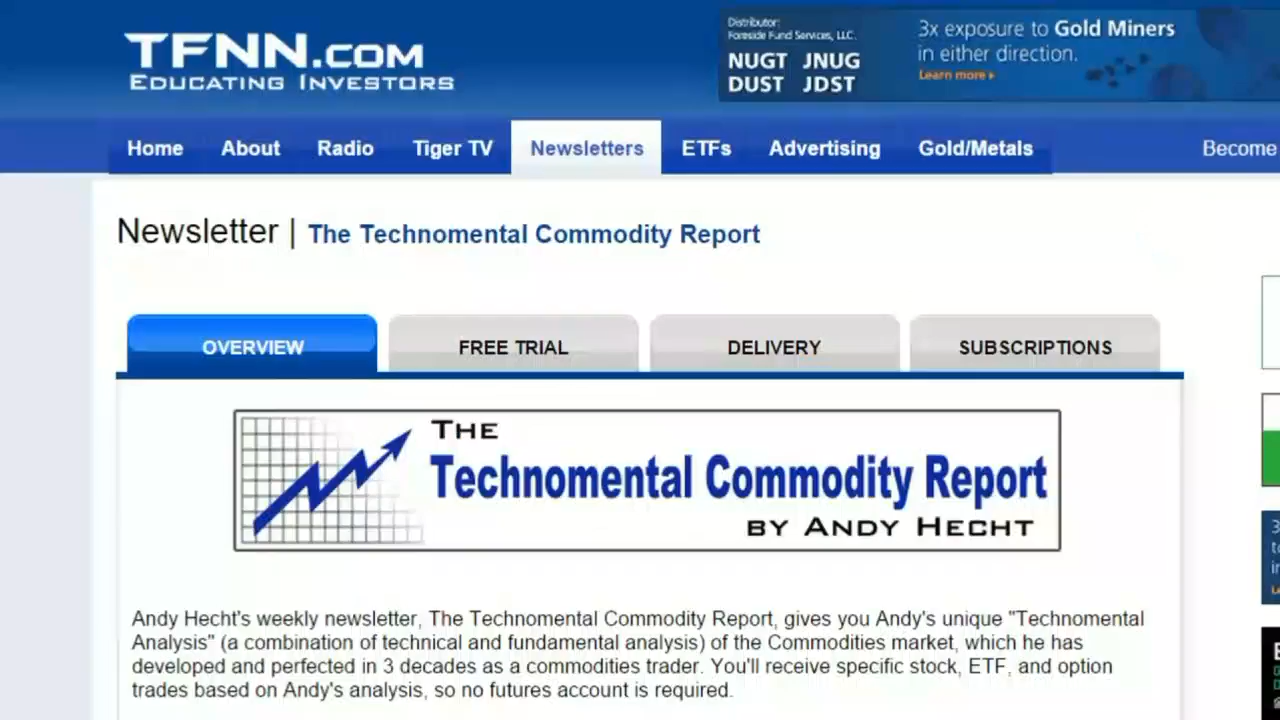 TFNN.COM
EDUCATING INVESTORS
Distributor:
Foreside Fund Services, LLC.
NUGT JNUG
DUST JDST
3x exposure to Gold Miners
in either direction.
Learn more
Home About Radio Tiger TV Newsletters ETFs Advertising Gold/Metals Become
Newsletter | The Technomental Commodity Report
OVERVIEW FREE TRIAL DELIVERY SUBSCRIPTIONS
THE
Technomental Commodity Report
BY ANDY HECHT
Andy Hecht's weekly newsletter, The Technomental Commodity Report, gives you Andy's unique "Technomental
Analysis" (a combination of technical and fundamental analysis) of the Commodities market, which he has
developed and perfected in 3 decades as a commodities trader. You'll receive specific stock, ETF, and option
trades based on Andy's analysis, so no futures account is required.